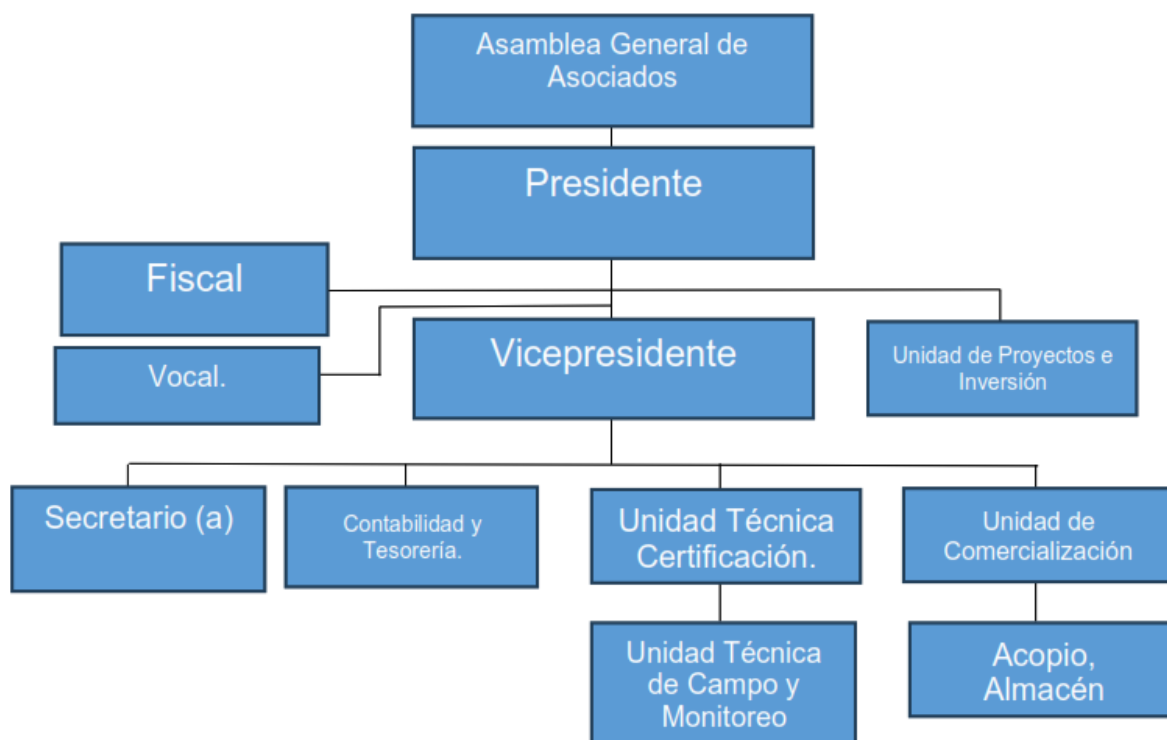 Asamblea General de
Asociados
Presidente
Fiscal
Vocal.
Vicepresidente
Unidad de Proyectos e
Inversión
Secretario (a)
Contabilidad y
Tesorería.
Unidad Técnica
Certificación.
Unidad de
Comercialización
Unidad Técnica
de Campo y
Monitoreo
Acopio,
Almacén